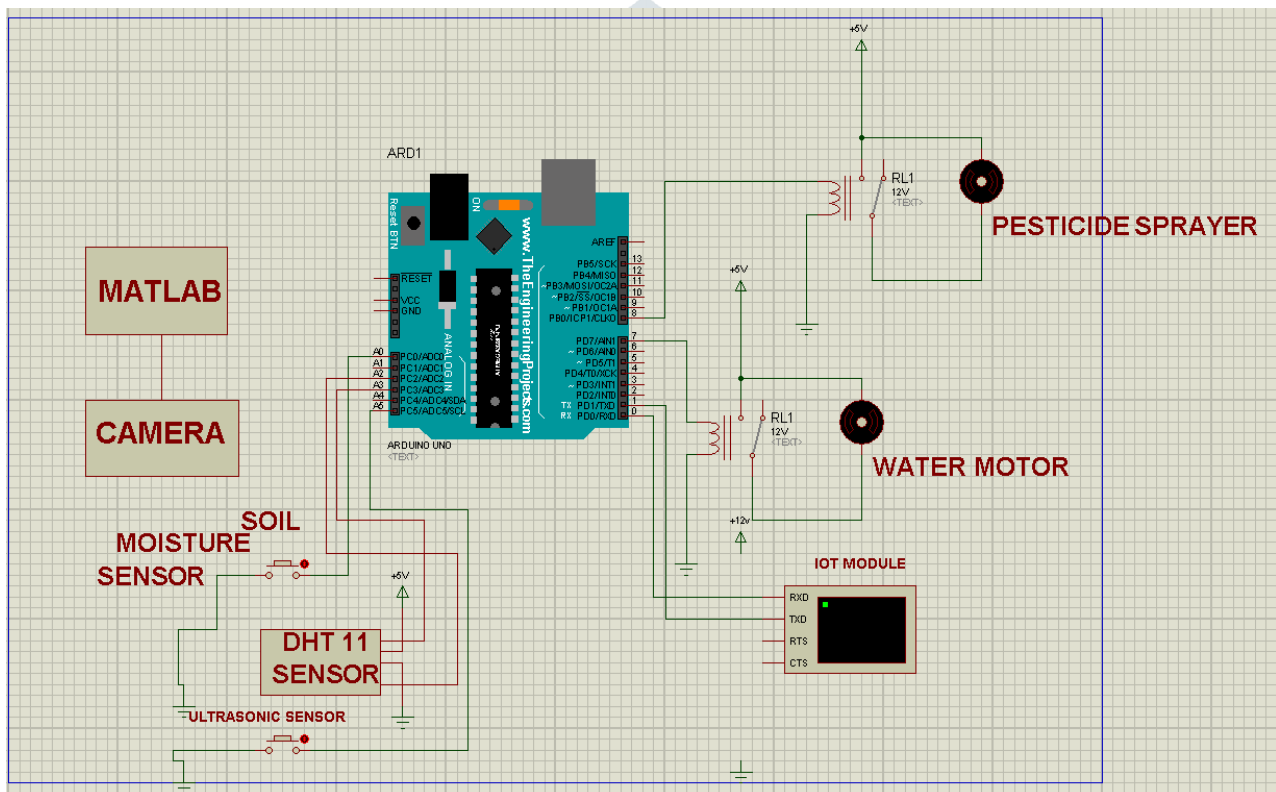 +5V
ARD1
RL1
12V
<TEXT>
PESTICIDE SPRAYER
Reset BTN
ON
www.TheEngineeringProjects.com
AREF
PB5/SCK 13
PB4/MISO 12
~PB3/MOSI/OC2A 11
~PB2/SS/OC1B 10
~PB1/OC1A 9
PB0/ICP1/CLKO 8
RESET
VCC
GND
ANALOG IN
A0 PC0/ADC0
A1 PC1/ADC1
A2 PC2/ADC2
A3 PC3/ADC3
A4 PC4/ADC4/SDA
A5 PC5/ADC5/SCL
PD7/AIN1 7
~PD6/AIN0 6
~PD5/T1 5
PD4/T0/XCK 4
~PD3/INT1 3
PD2/INT0 2
TX PD1/TXD 1
RX PD0/RXD 0
ARDUINO UNO
<TEXT>
MATLAB
CAMERA
+5V
RL1
12V
<TEXT>
WATER MOTOR
+12v
SOIL
MOISTURE
SENSOR
+5V
DHT 11
SENSOR
ULTRASONIC SENSOR
IOT MODULE
RXD
TXD
RTS
CTS